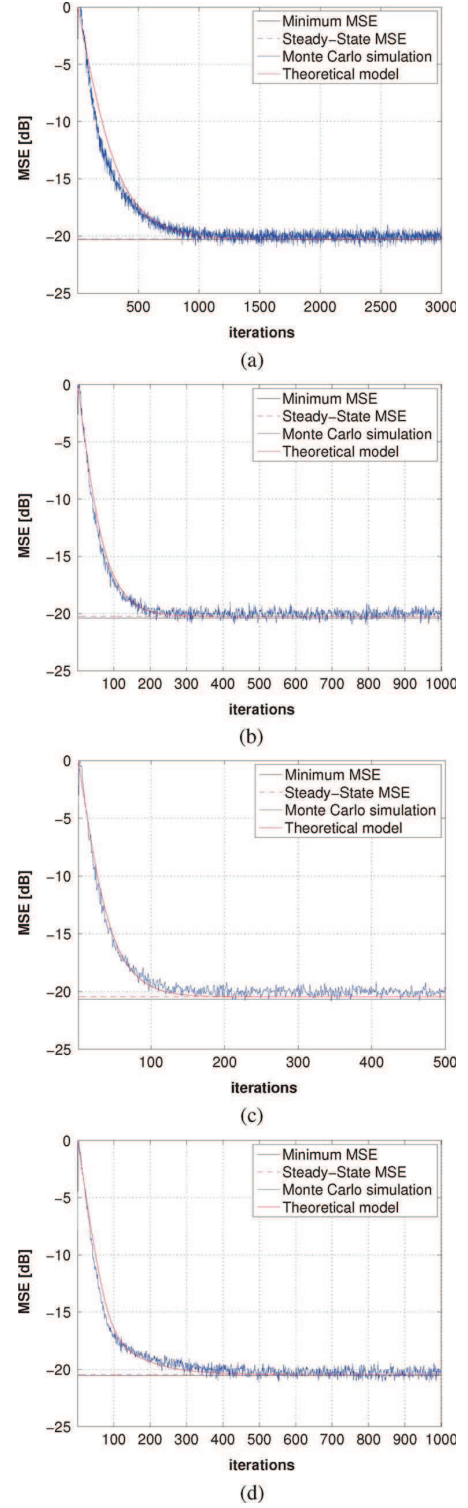 0
Minimum MSE
Steady-State MSE
Monte Carlo simulation
Theoretical model
−5
−10
−15
−20
−25
MSE [dB]
500 1000 1500 2000 2500 3000
iterations
(a)
0
Minimum MSE
Steady-State MSE
Monte Carlo simulation
Theoretical model
−5
−10
−15
−20
−25
MSE [dB]
100 200 300 400 500 600 700 800 900 1000
iterations
(b)
0
Minimum MSE
Steady-State MSE
Monte Carlo simulation
Theoretical model
−5
−10
−15
−20
−25
MSE [dB]
100 200 300 400 500
iterations
(c)
0
Minimum MSE
Steady-State MSE
Monte Carlo simulation
Theoretical model
−5
−10
−15
−20
−25
MSE [dB]
100 200 300 400 500 600 700 800 900 1000
iterations
(d)